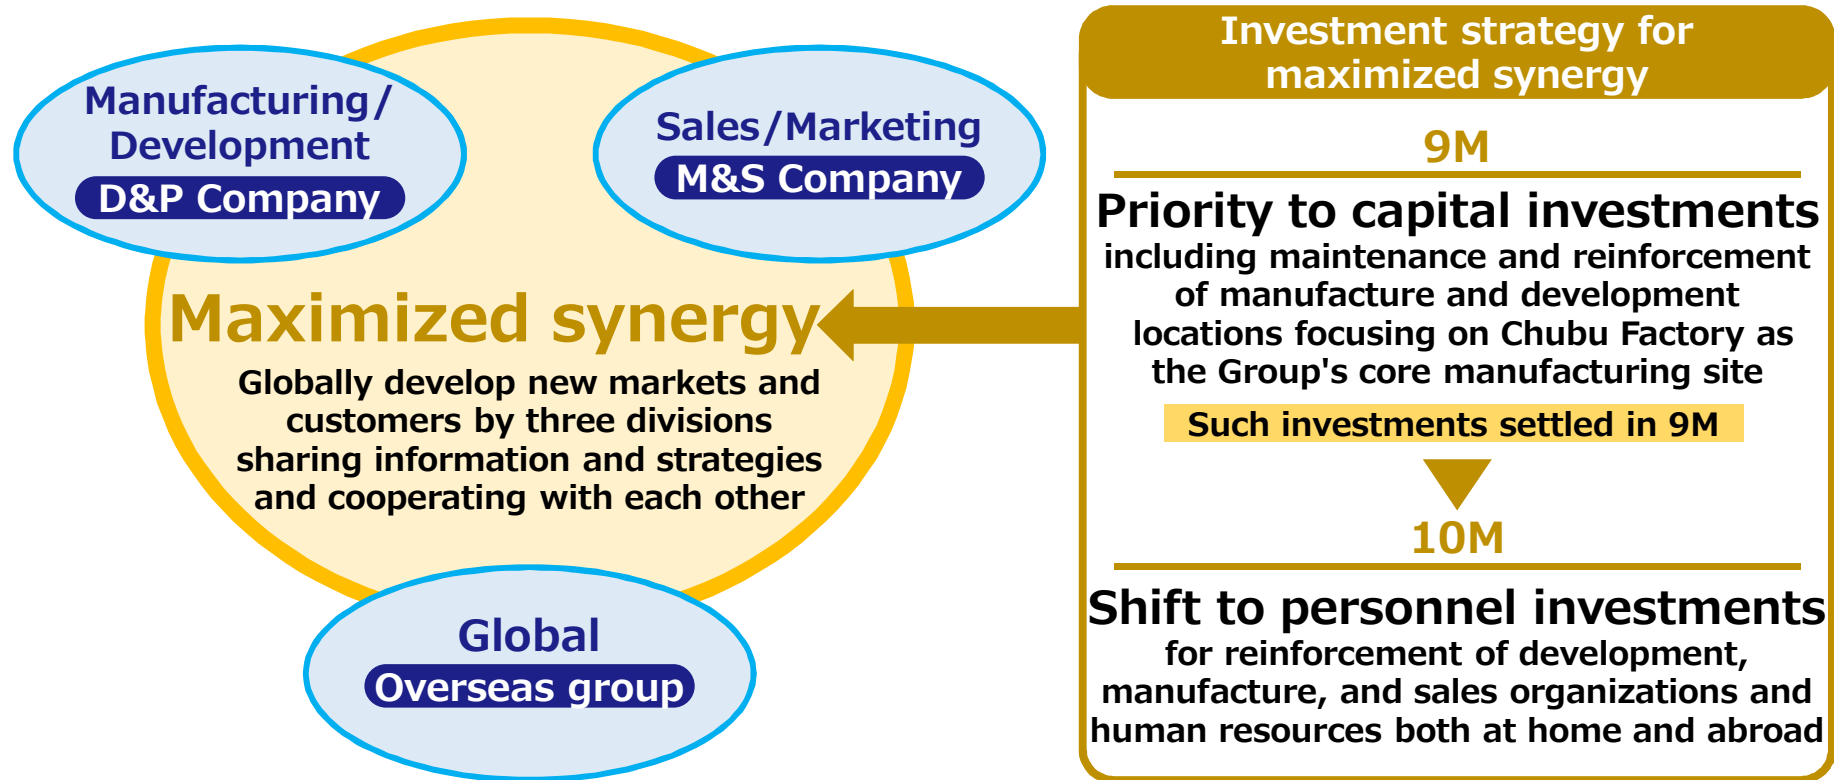 Manufacturing/
Development
D&P Company
Sales/Marketing
M&S Company
Maximized synergy
Globally develop new markets and
customers by three divisions
sharing information and strategies
and cooperating with each other
Global
Overseas group
Investment strategy for
maximized synergy
9M
Priority to capital investments
including maintenance and reinforcement
of manufacture and development
locations focusing on Chubu Factory as
the Group's core manufacturing site
Such investments settled in 9M
10M
Shift to personnel investments
for reinforcement of development,
manufacture, and sales organizations and
human resources both at home and abroad